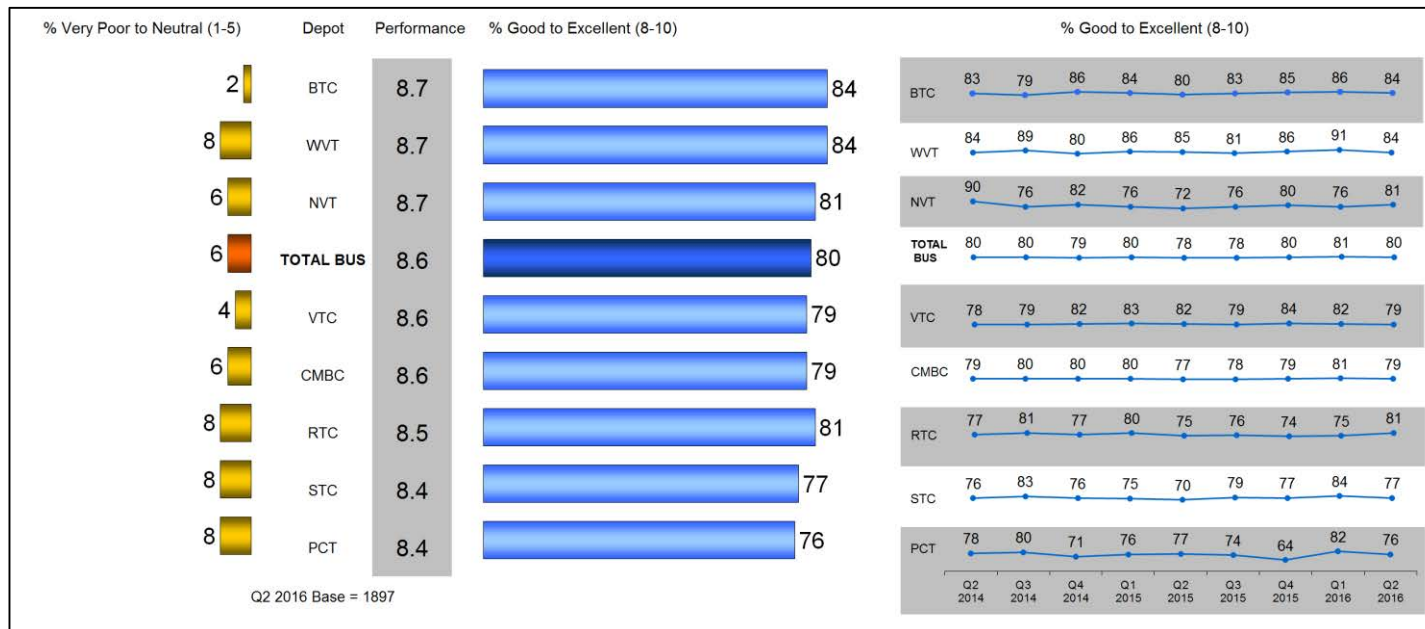 % Very Poor to Neutral (1-5) Depot Performance % Good to Excellent (8-10)
2 BTC 8.7 84
8 WVT 8.7 84
6 NVT 8.7 81
6 TOTAL BUS 8.6 80
4 VTC 8.6 79
6 CMBC 8.6 79
8 RTC 8.5 81
8 STC 8.4 77
8 PCT 8.4 76
Q2 2016 Base = 1897
% Good to Excellent (8-10)
BTC 83 79 86 84 80 83 85 86 84
WVT 84 89 80 86 85 81 86 91 84
NVT 90 76 82 76 72 76 80 76 81
TOTAL
BUS 80 80 79 80 78 78 80 81 80
VTC 78 79 82 83 82 79 84 82 79
CMBC 79 80 80 80 77 78 79 81 79
RTC 77 81 77 80 75 76 74 75 81
STC 76 83 76 75 70 79 77 84 77
PCT 78 80 71 76 77 74 64 82 76
Q2 Q3 Q4 Q1 Q2 Q3 Q4 Q1 Q2
2014 2014 2014 2015 2015 2015 2015 2016 2016